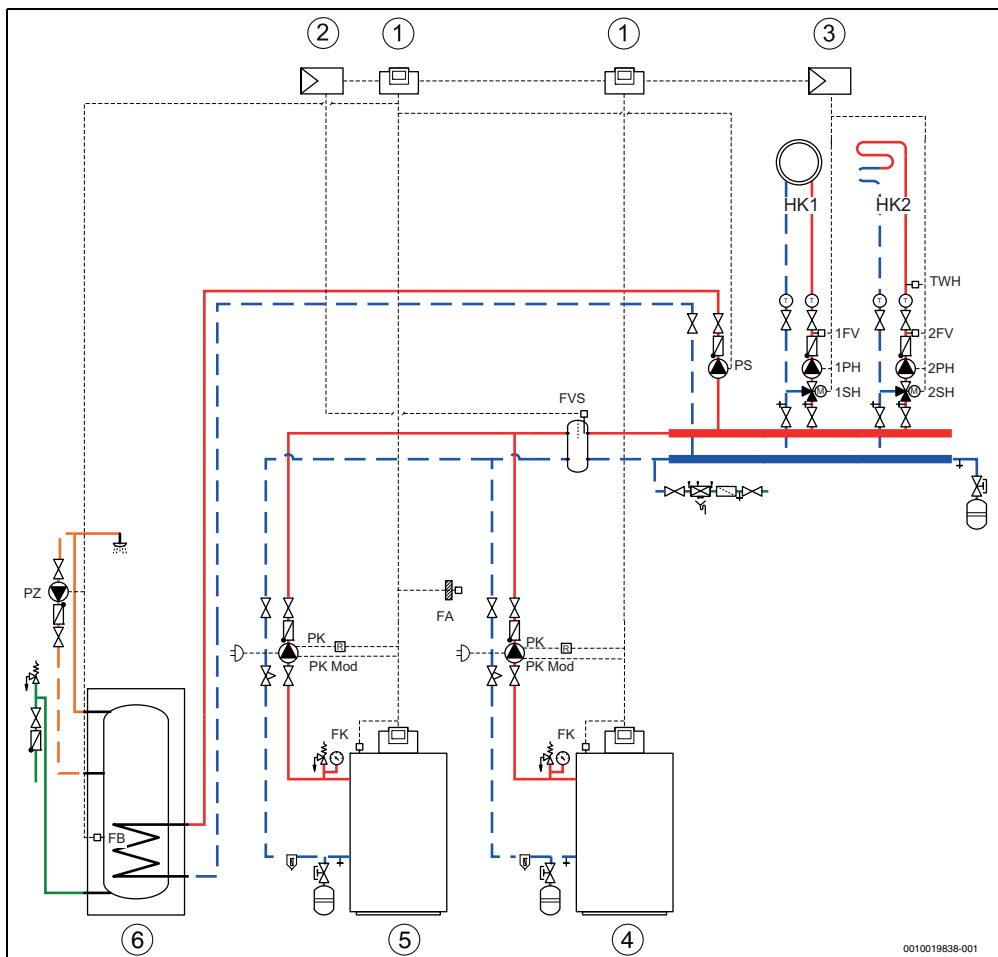 2
1
1
3
HK1
HK2
T
T
T
T
TWH
1FV
2FV
PS
1PH
2PH
FVS
1SH
M
2SH
M
PZ
FA
PK
R
PK
R
PK Mod
PK Mod
FK
FK
FB
6
5
4
0010019838-001